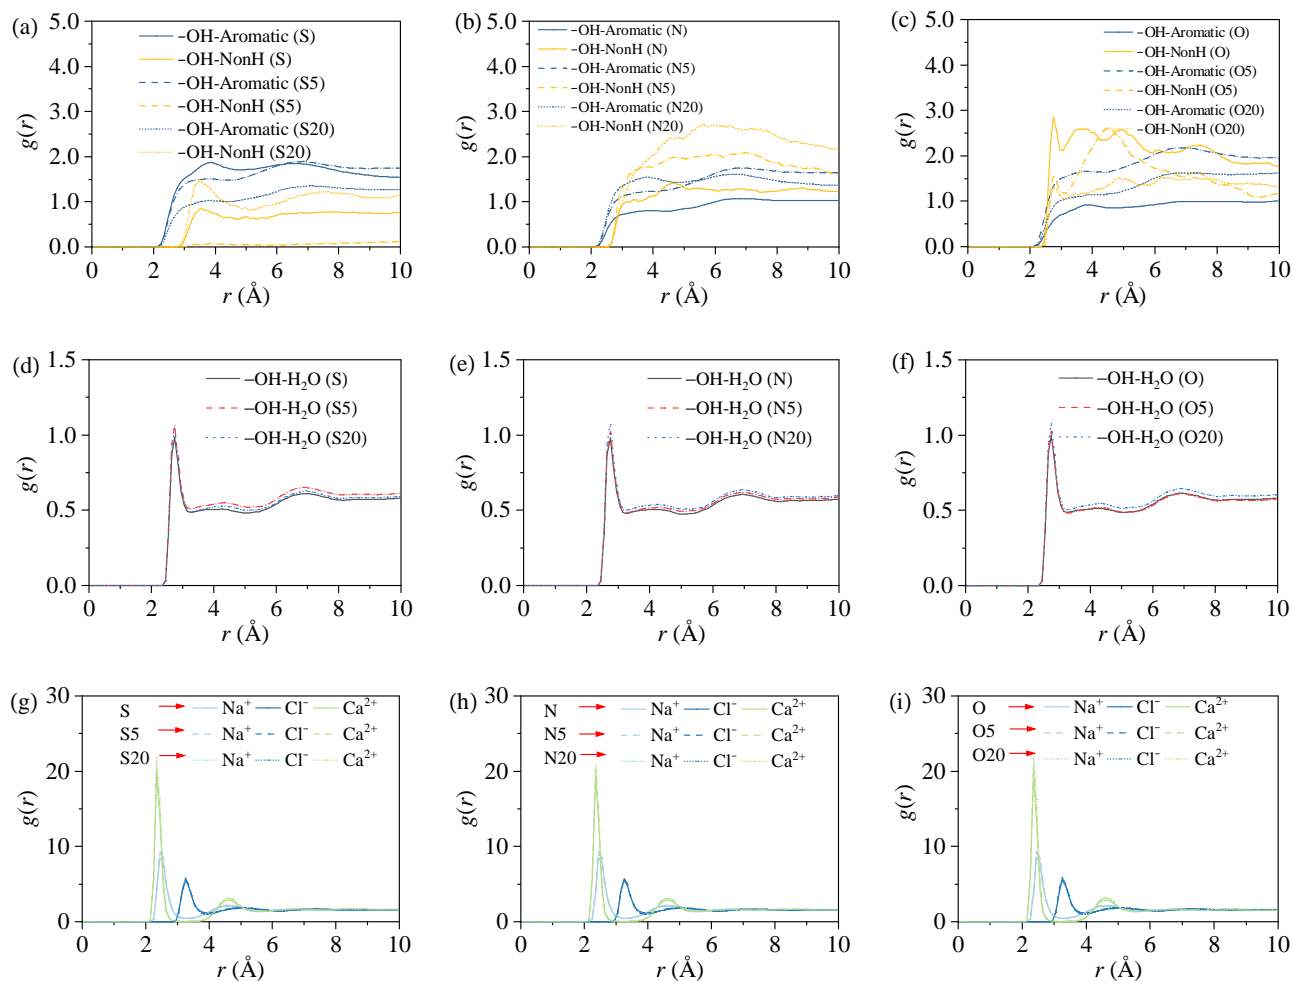 (a)
–OH-Aromatic (S)
–OH-NonH (S)
–OH-Aromatic (S5)
–OH-NonH (S5)
–OH-Aromatic (S20)
–OH-NonH (S20)
5.0
4.0
3.0
2.0
1.0
0.0
g(r)
0 2 4 6 8 10
r (Å)
(b)
–OH-Aromatic (N)
–OH-NonH (N)
–OH-Aromatic (N5)
–OH-NonH (N5)
–OH-Aromatic (N20)
–OH-NonH (N20)
5.0
4.0
3.0
2.0
1.0
0.0
g(r)
0 2 4 6 8 10
r (Å)
(c)
–OH-Aromatic (O)
–OH-NonH (O)
–OH-Aromatic (O5)
–OH-NonH (O5)
–OH-Aromatic (O20)
–OH-NonH (O20)
5.0
4.0
3.0
2.0
1.0
0.0
g(r)
0 2 4 6 8 10
r (Å)
(d)
–OH-H₂O (S)
–OH-H₂O (S5)
–OH-H₂O (S20)
1.5
1.0
0.5
0.0
g(r)
0 2 4 6 8 10
r (Å)
(e)
–OH-H₂O (N)
–OH-H₂O (N5)
–OH-H₂O (N20)
1.5
1.0
0.5
0.0
g(r)
0 2 4 6 8 10
r (Å)
(f)
–OH-H₂O (O)
–OH-H₂O (O5)
–OH-H₂O (O20)
1.5
1.0
0.5
0.0
g(r)
0 2 4 6 8 10
r (Å)
(g)
S Na⁺ Cl⁻ Ca²⁺
S5 Na⁺ Cl⁻ Ca²⁺
S20 Na⁺ Cl⁻ Ca²⁺
30
20
10
0
g(r)
0 2 4 6 8 10
r (Å)
(h)
N Na⁺ Cl⁻ Ca²⁺
N5 Na⁺ Cl⁻ Ca²⁺
N20 Na⁺ Cl⁻ Ca²⁺
30
20
10
0
g(r)
0 2 4 6 8 10
r (Å)
(i)
O Na⁺ Cl⁻ Ca²⁺
O5 Na⁺ Cl⁻ Ca²⁺
O20 Na⁺ Cl⁻ Ca²⁺
30
20
10
0
g(r)
0 2 4 6 8 10
r (Å)